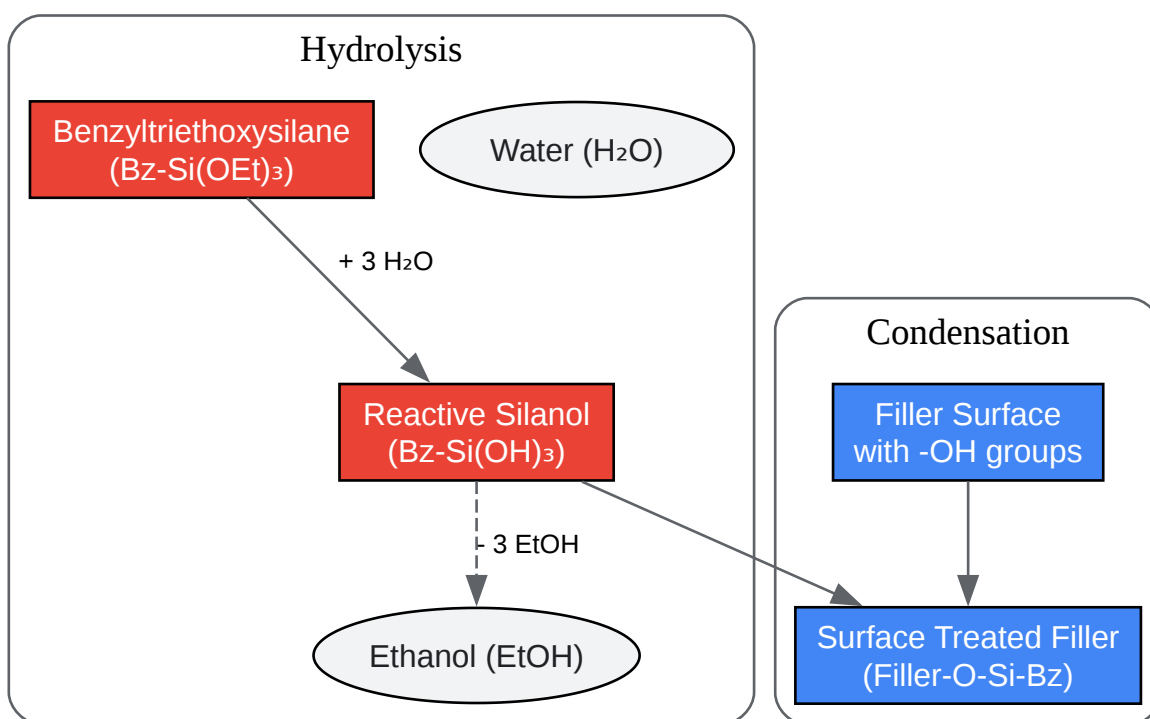 Hydrolysis
Benzyltriethoxysilane
(Bz-Si(OEt)₃)
Water (H₂O)
+ 3 H₂O
Reactive Silanol
(Bz-Si(OH)₃)
- 3 EtOH
Ethanol (EtOH)
Condensation
Filler Surface
with -OH groups
Surface Treated Filler
(Filler-O-Si-Bz)